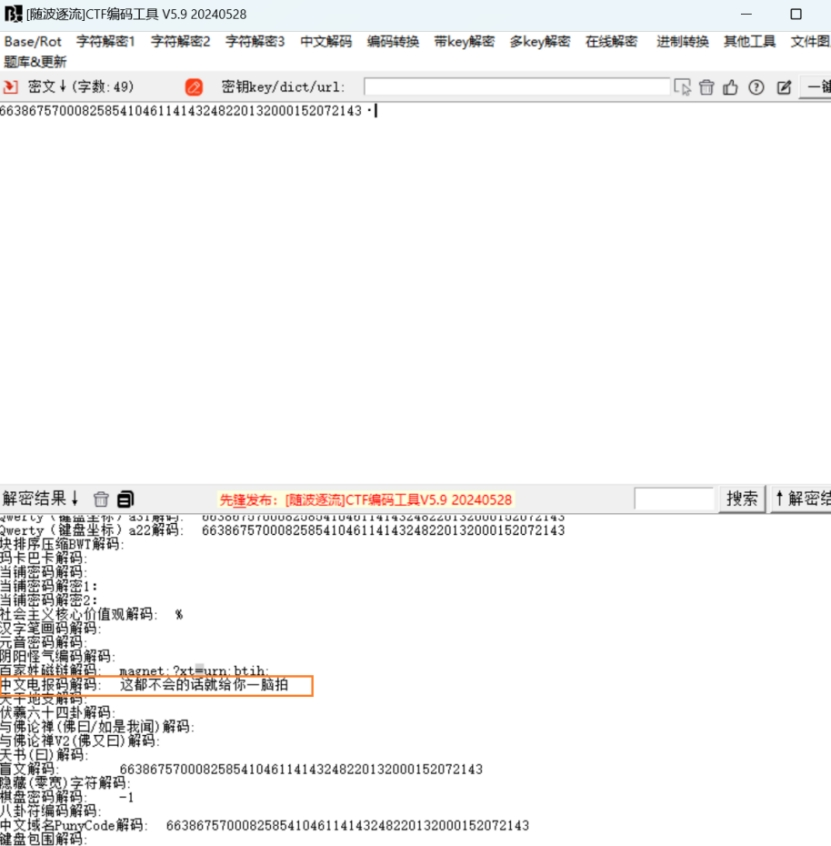 [随波逐流]CTF编码工具 V5.9 20240528
Base/Rot 字符解密1 字符解密2 字符解密3 中文解码 编码转换 带key解密 多key解密 在线解密 进制转换 其他工具 文件图
题库&更新
密文↓(字数: 49) 密钥key/dict/url: 一键
663867570008258541046114143248220132000152072143 ·
解密结果↓ 先锋发布: [随波逐流]CTF编码工具V5.9 20240528 搜索 ↑解密结
Qwerty(键盘坐标)a31解码: 663867570008258541046114143248220132000152072143
Qwerty(键盘坐标)a22解码: 663867570008258541046114143248220132000152072143
块排序压缩BWT解码:
玛卡巴卡解码:
当铺密码解码:
当铺密码解密1:
当铺密码解密2:
社会主义核心价值观解码: %
汉字笔画码解码:
元音密码解码:
阴阳怪气编码解码:
百家姓磁链解码: magnet:?xt=urn:btih:
中文电报码解码: 这都不会的话就给你一脑拍
天干地支解码:
伏羲六十四卦解码:
与佛论禅(佛曰/如是我闻)解码:
与佛论禅V2(佛又曰)解码:
天书(曰)解码:
盲文解码: 663867570008258541046114143248220132000152072143
隐藏(零宽)字符解码:
棋盘密码解码: -1
八卦符编码解码:
中文域名PunyCode解码: 663867570008258541046114143248220132000152072143
键盘包围解码: